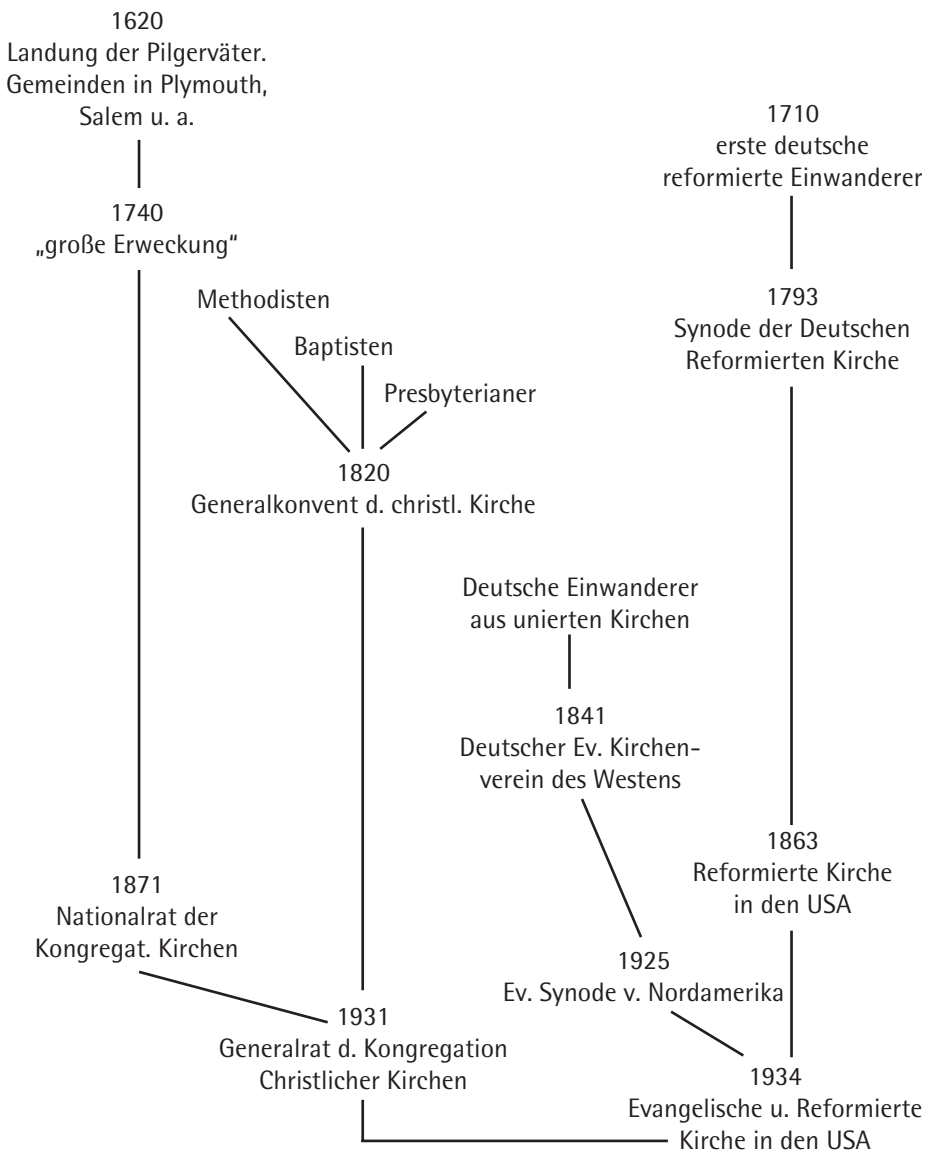 1620
Landung der Pilgerväter.
Gemeinden in Plymouth,
Salem u. a.
1710
erste deutsche
reformierte Einwanderer
1740
„große Erweckung“
Methodisten
Baptisten
Presbyterianer
1793
Synode der Deutschen
Reformierten Kirche
1820
Generalkonvent d. christl. Kirche
Deutsche Einwanderer
aus unierten Kirchen
1841
Deutscher Ev. Kirchen-
verein des Westens
1863
Reformierte Kirche
in den USA
1871
Nationalrat der
Kongregat. Kirchen
1925
Ev. Synode v. Nordamerika
1931
Generalrat d. Kongregation
Christlicher Kirchen
1934
Evangelische u. Reformierte
Kirche in den USA